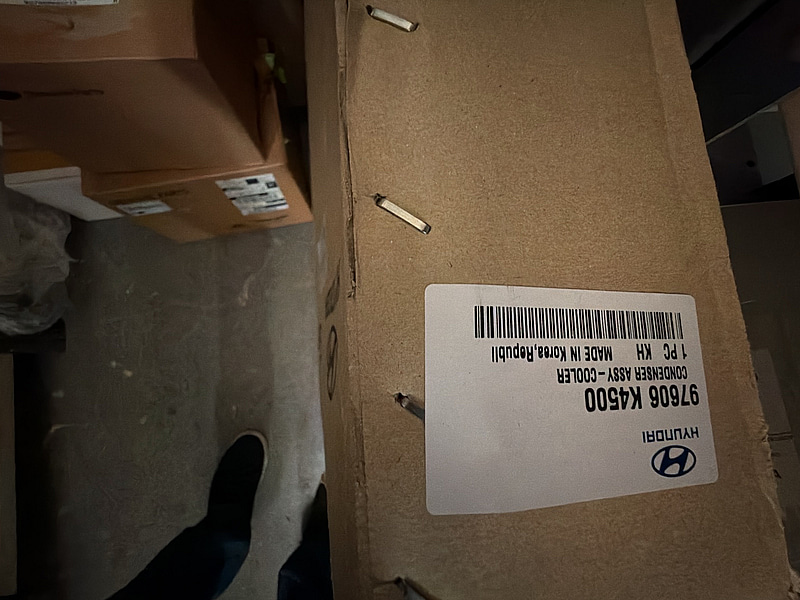 HYUNDAI
97606 K4500
CONDENSER ASSY-COOLER
1 PC KH MADE IN Korea,Republi